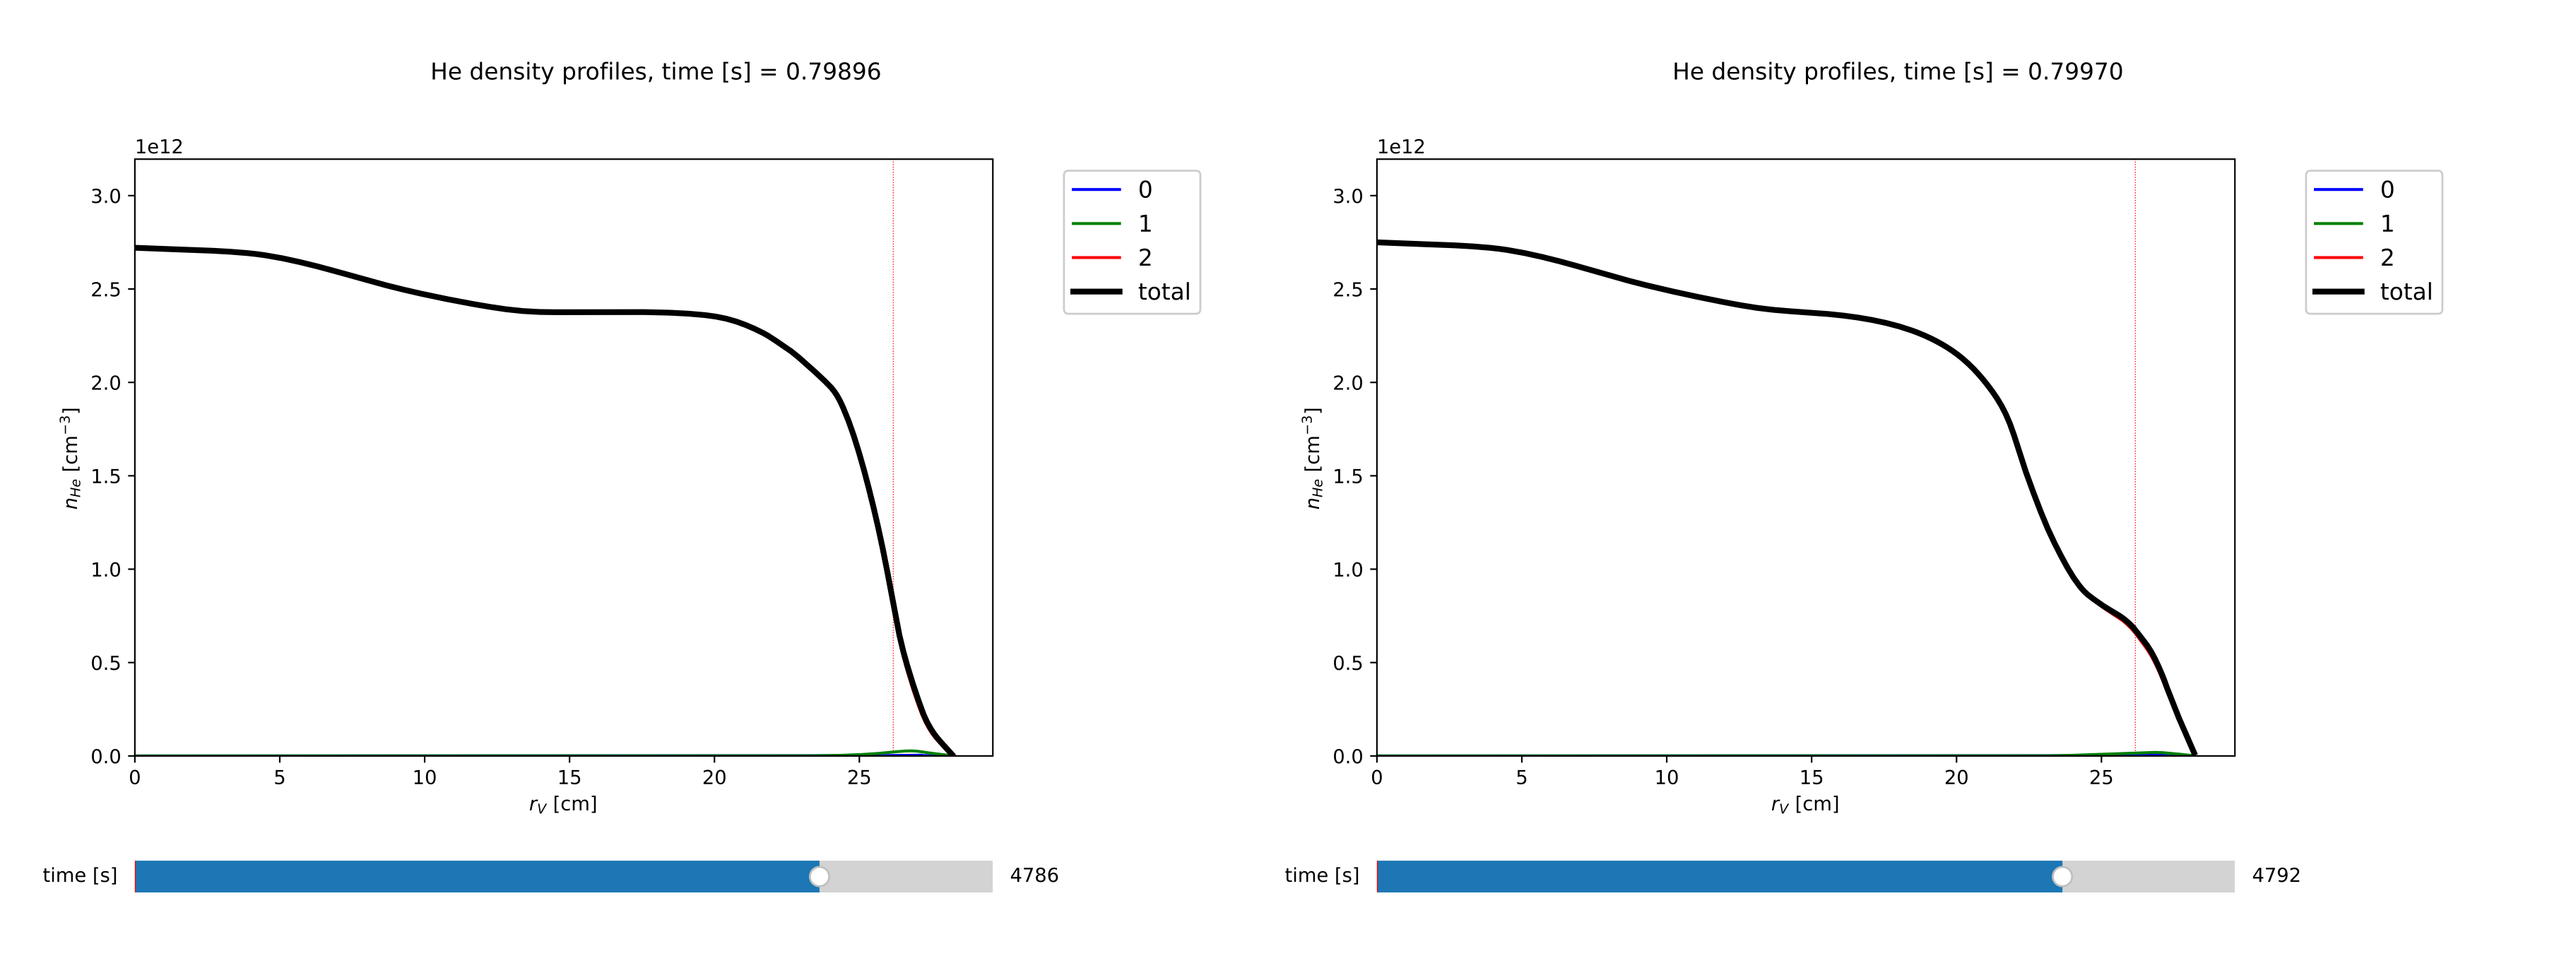 He density profiles, time [s] = 0.79896
1e12
3.0
2.5
2.0
1.5
1.0
0.5
0.0
n_He [cm⁻³]
0 5 10 15 20 25
r_V [cm]
0
1
2
total
time [s] 4786
He density profiles, time [s] = 0.79970
1e12
3.0
2.5
2.0
1.5
1.0
0.5
0.0
n_He [cm⁻³]
0 5 10 15 20 25
r_V [cm]
0
1
2
total
time [s] 4792